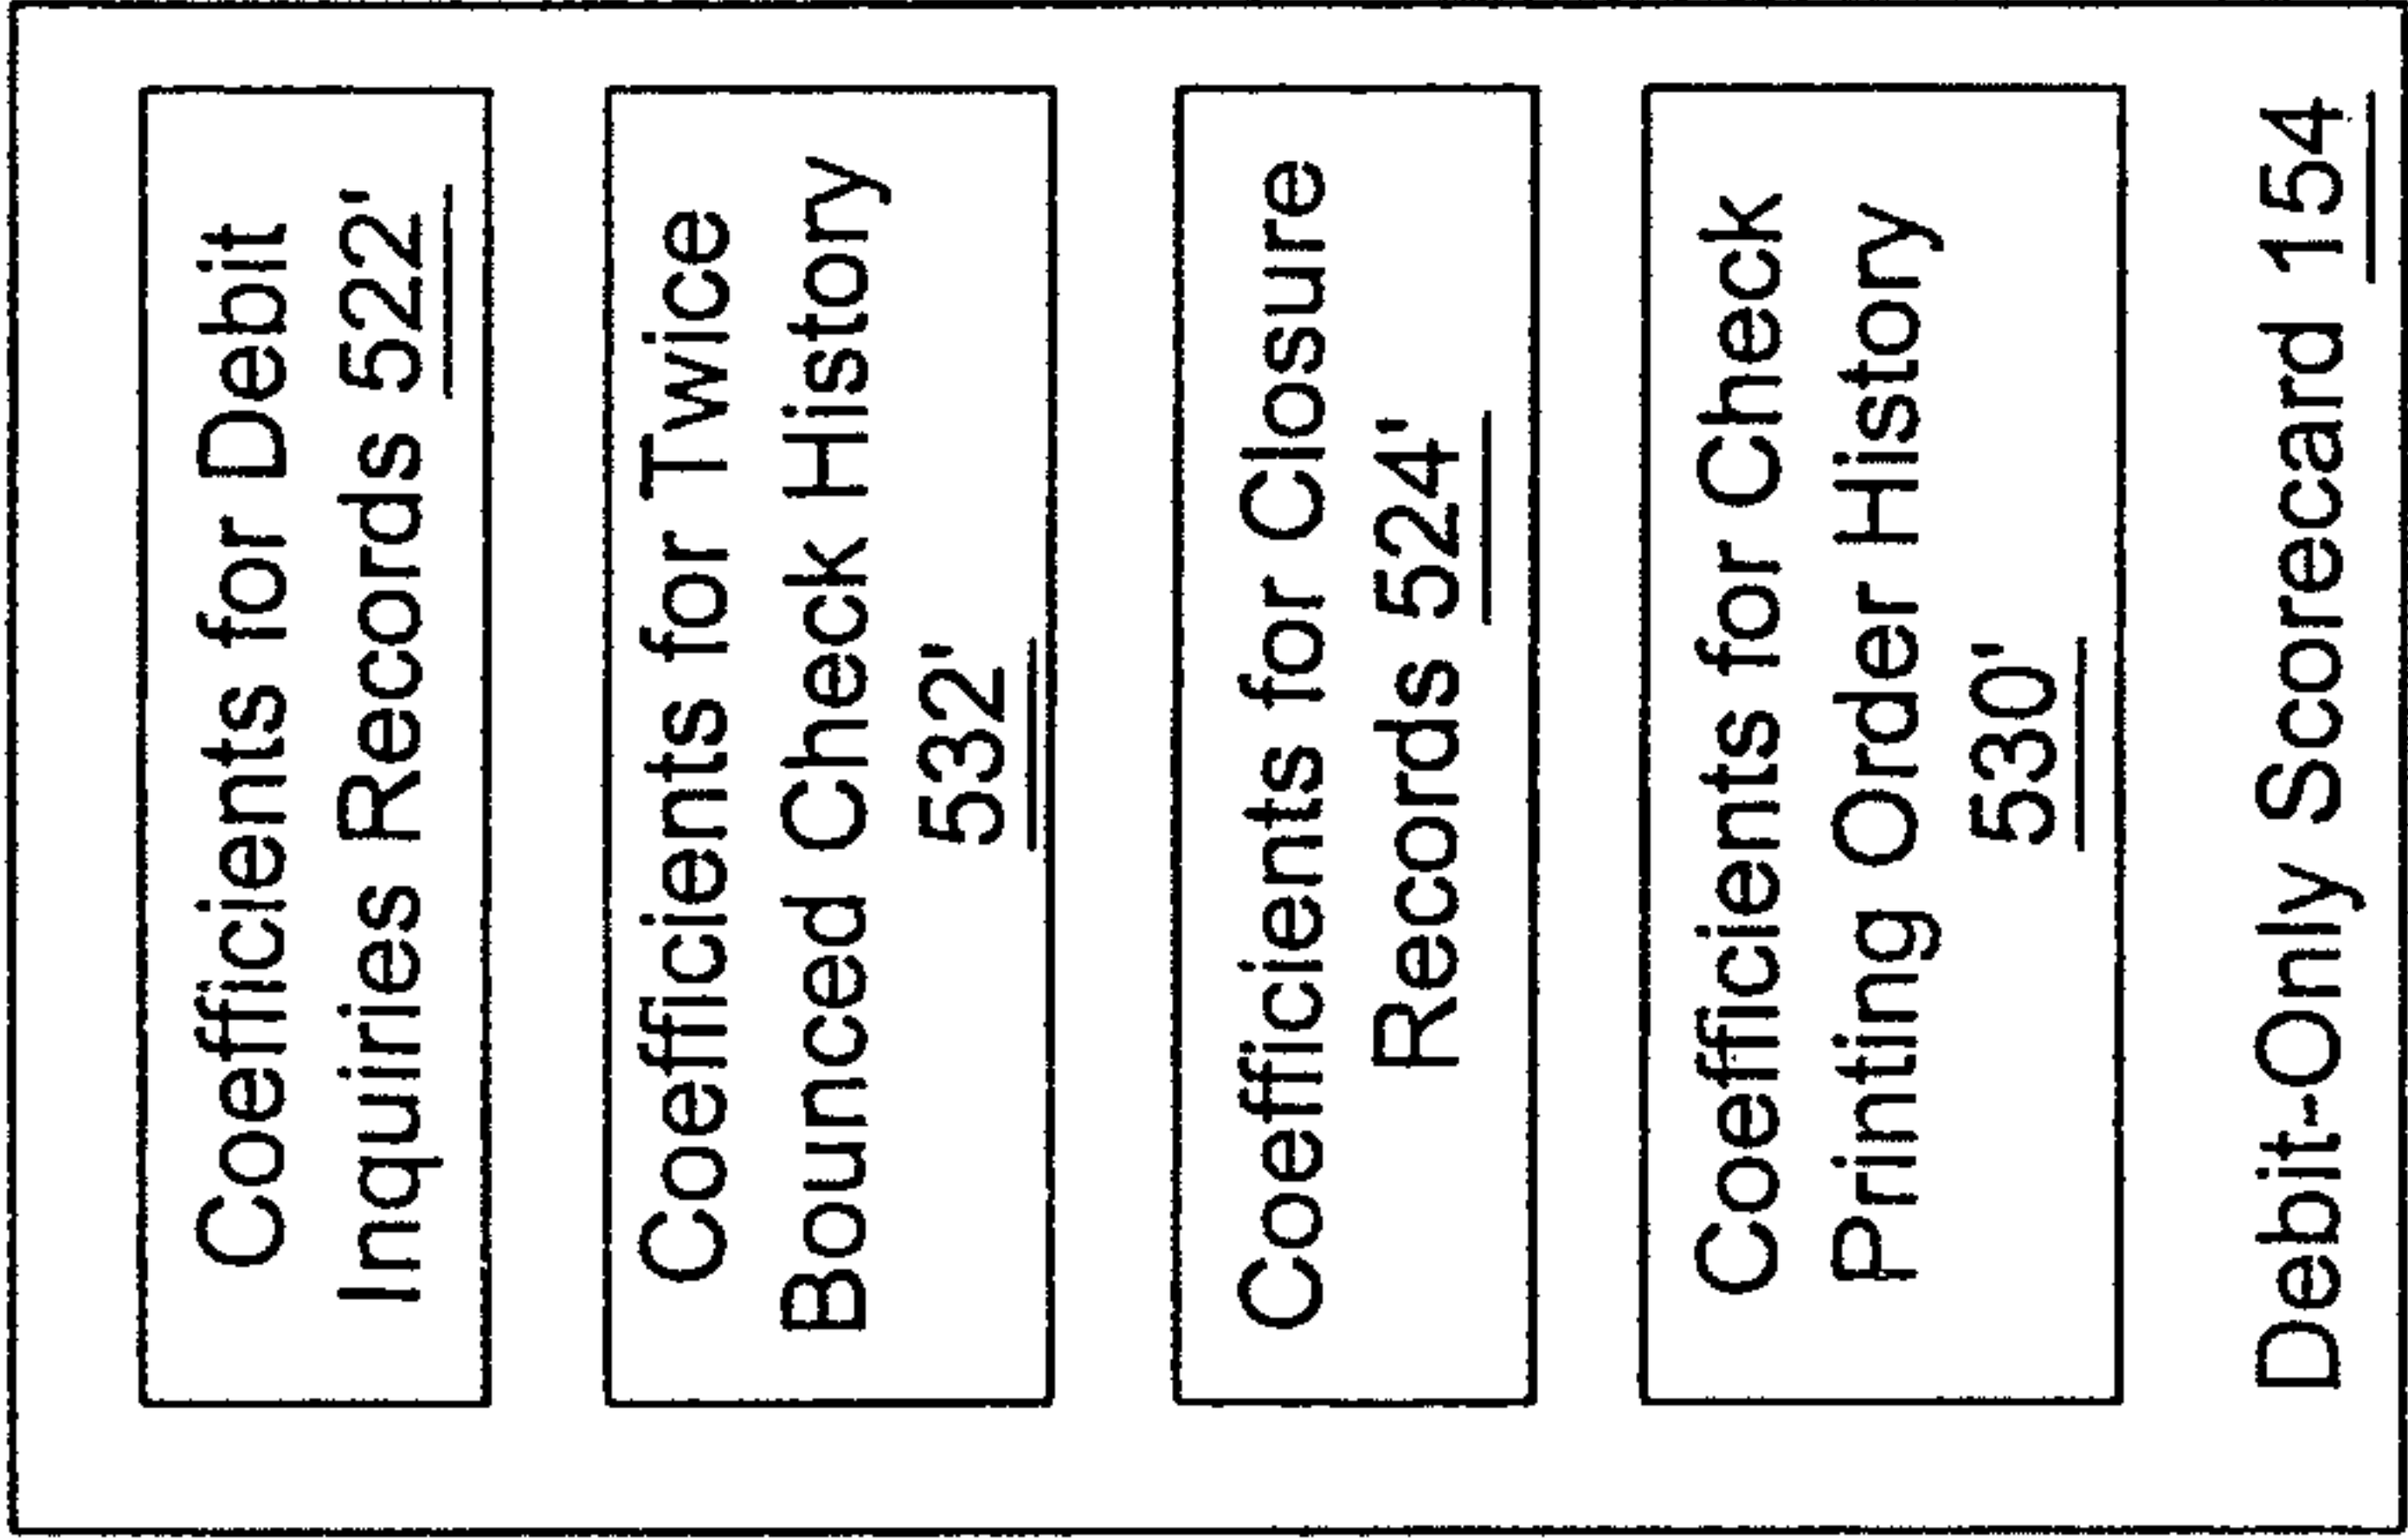 Coefficients for Debit
Inquiries Records 522'
Coefficients for Twice
Bounced Check History
532'
Coefficients for Closure
Records 524'
Coefficients for Check
Printing Order History
530'
Debit-Only Scorecard 154